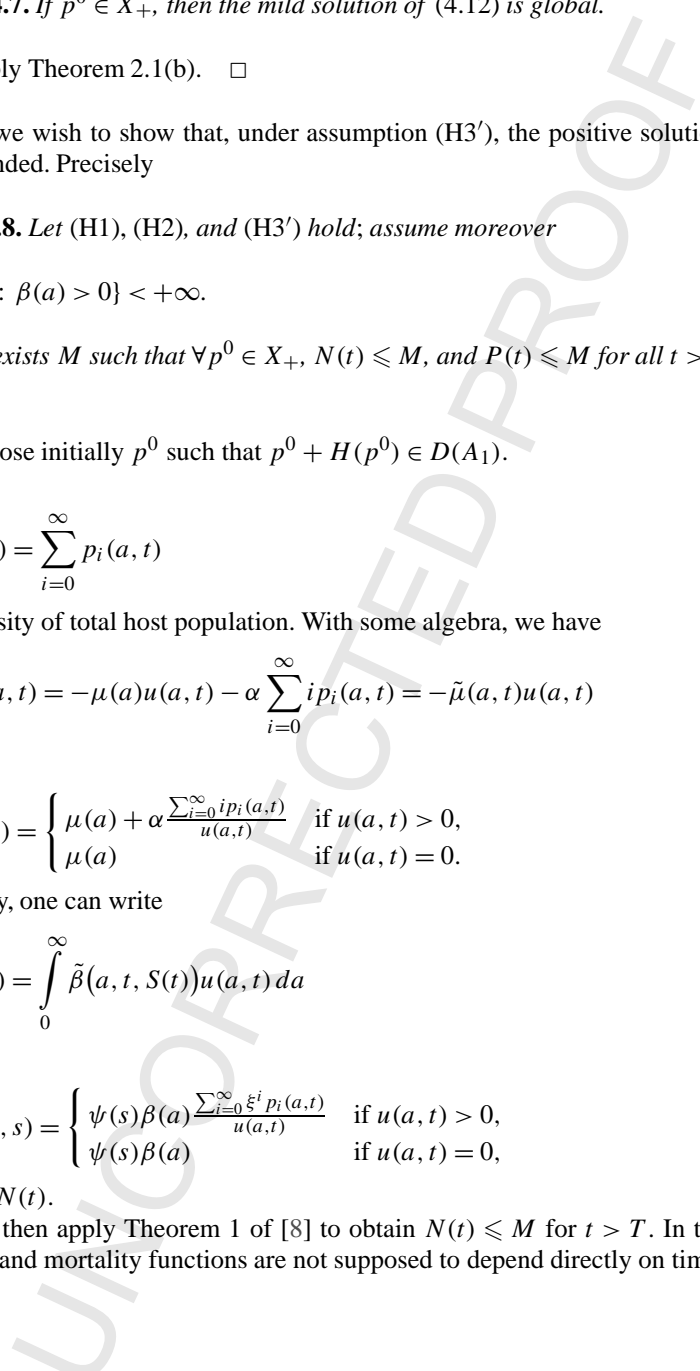 4.7. If p⁰ ∈ X₊, then the mild solution of (4.12) is global.
ly Theorem 2.1(b). □
we wish to show that, under assumption (H3′), the positive soluti
nded. Precisely
.8. Let (H1), (H2), and (H3′) hold; assume moreover
: β(a) > 0} < +∞.
exists M such that ∀p⁰ ∈ X₊, N(t) ⩽ M, and P(t) ⩽ M for all t >
ose initially p⁰ such that p⁰ + H(p⁰) ∈ D(A₁).
) = ∑_{i=0}^{∞} p_i(a, t)
sity of total host population. With some algebra, we have
, t) = −μ(a)u(a, t) − α ∑_{i=0}^{∞} i p_i(a, t) = −μ̃(a, t)u(a, t)
) = { μ(a) + α (∑_{i=0}^{∞} i p_i(a,t))/(u(a,t)) if u(a, t) > 0,
μ(a) if u(a, t) = 0.
y, one can write
) = ∫_0^∞ β̃(a, t, S(t))u(a, t) da
, s) = { ψ(s)β(a) (∑_{i=0}^{∞} ξ^i p_i(a,t))/(u(a,t)) if u(a, t) > 0,
ψ(s)β(a) if u(a, t) = 0,
N(t).
then apply Theorem 1 of [8] to obtain N(t) ⩽ M for t > T. In t
and mortality functions are not supposed to depend directly on tim
UNCORRECTED PROOF